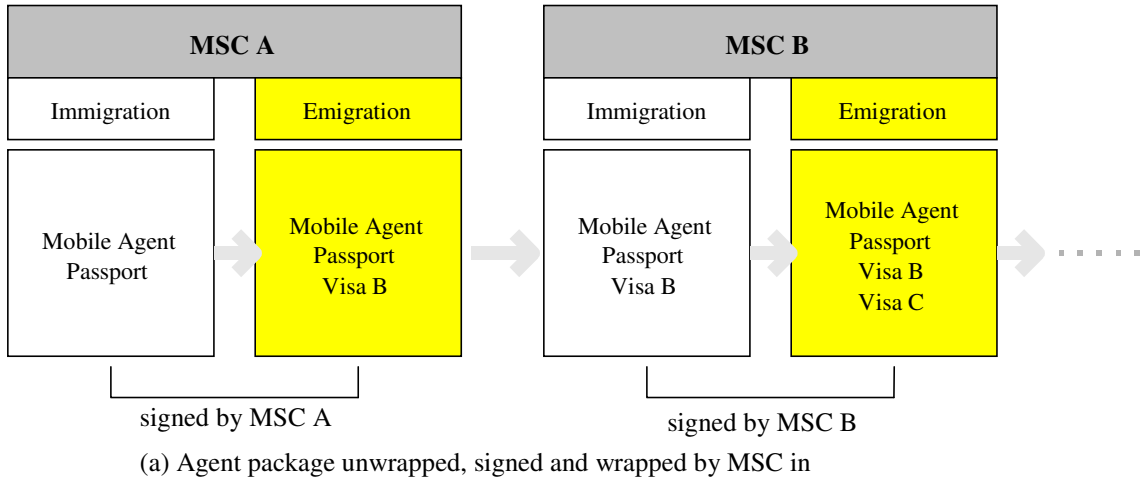 MSC A
MSC B
Immigration
Emigration
Immigration
Emigration
Mobile Agent
Passport
Mobile Agent
Passport
Visa B
Mobile Agent
Passport
Visa B
Mobile Agent
Passport
Visa B
Visa C
signed by MSC A
signed by MSC B
(a) Agent package unwrapped, signed and wrapped by MSC in